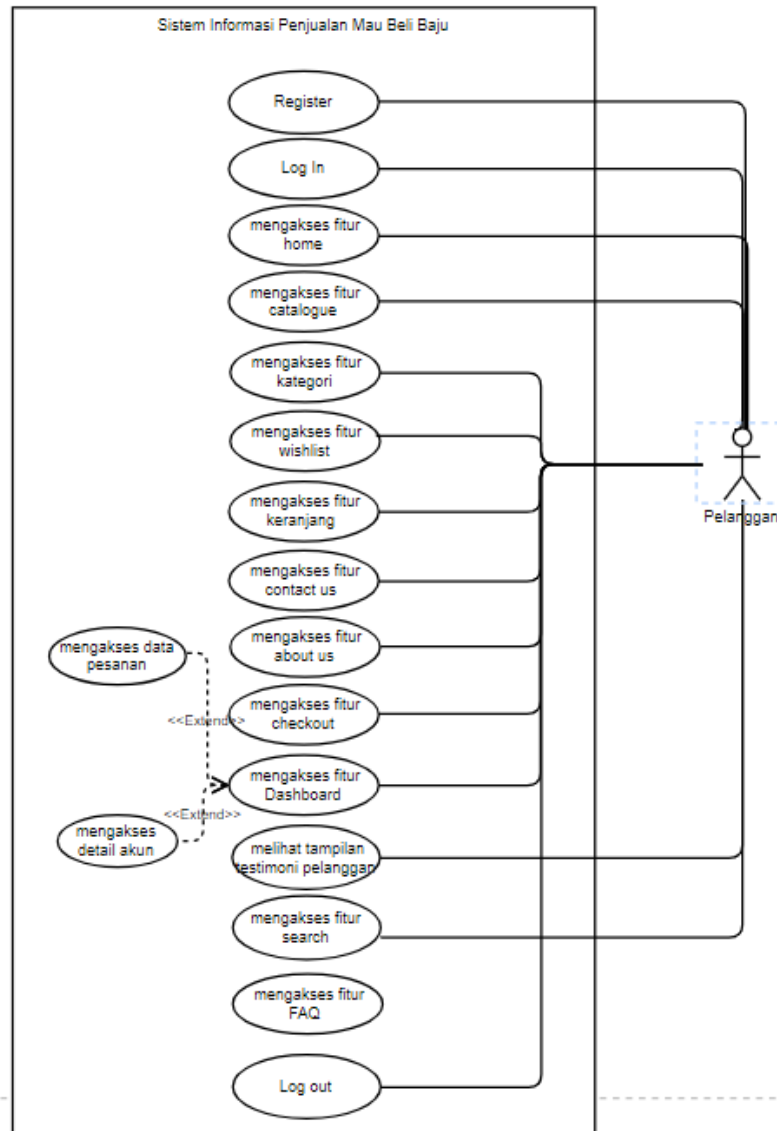 Sistem Informasi Penjualan Mau Beli Baju
Register
Log In
mengakses fitur
home
mengakses fitur
catalogue
mengakses fitur
kategori
mengakses fitur
wishlist
Pelanggan
mengakses fitur
keranjang
mengakses fitur
contact us
mengakses fitur
about us
mengakses data
pesanan
<<Extend>>
mengakses fitur
checkout
mengakses fitur
Dashboard
<<Extend>>
mengakses
detail akun
melihat tampilan
testimoni pelanggan
mengakses fitur
search
mengakses fitur
FAQ
Log out